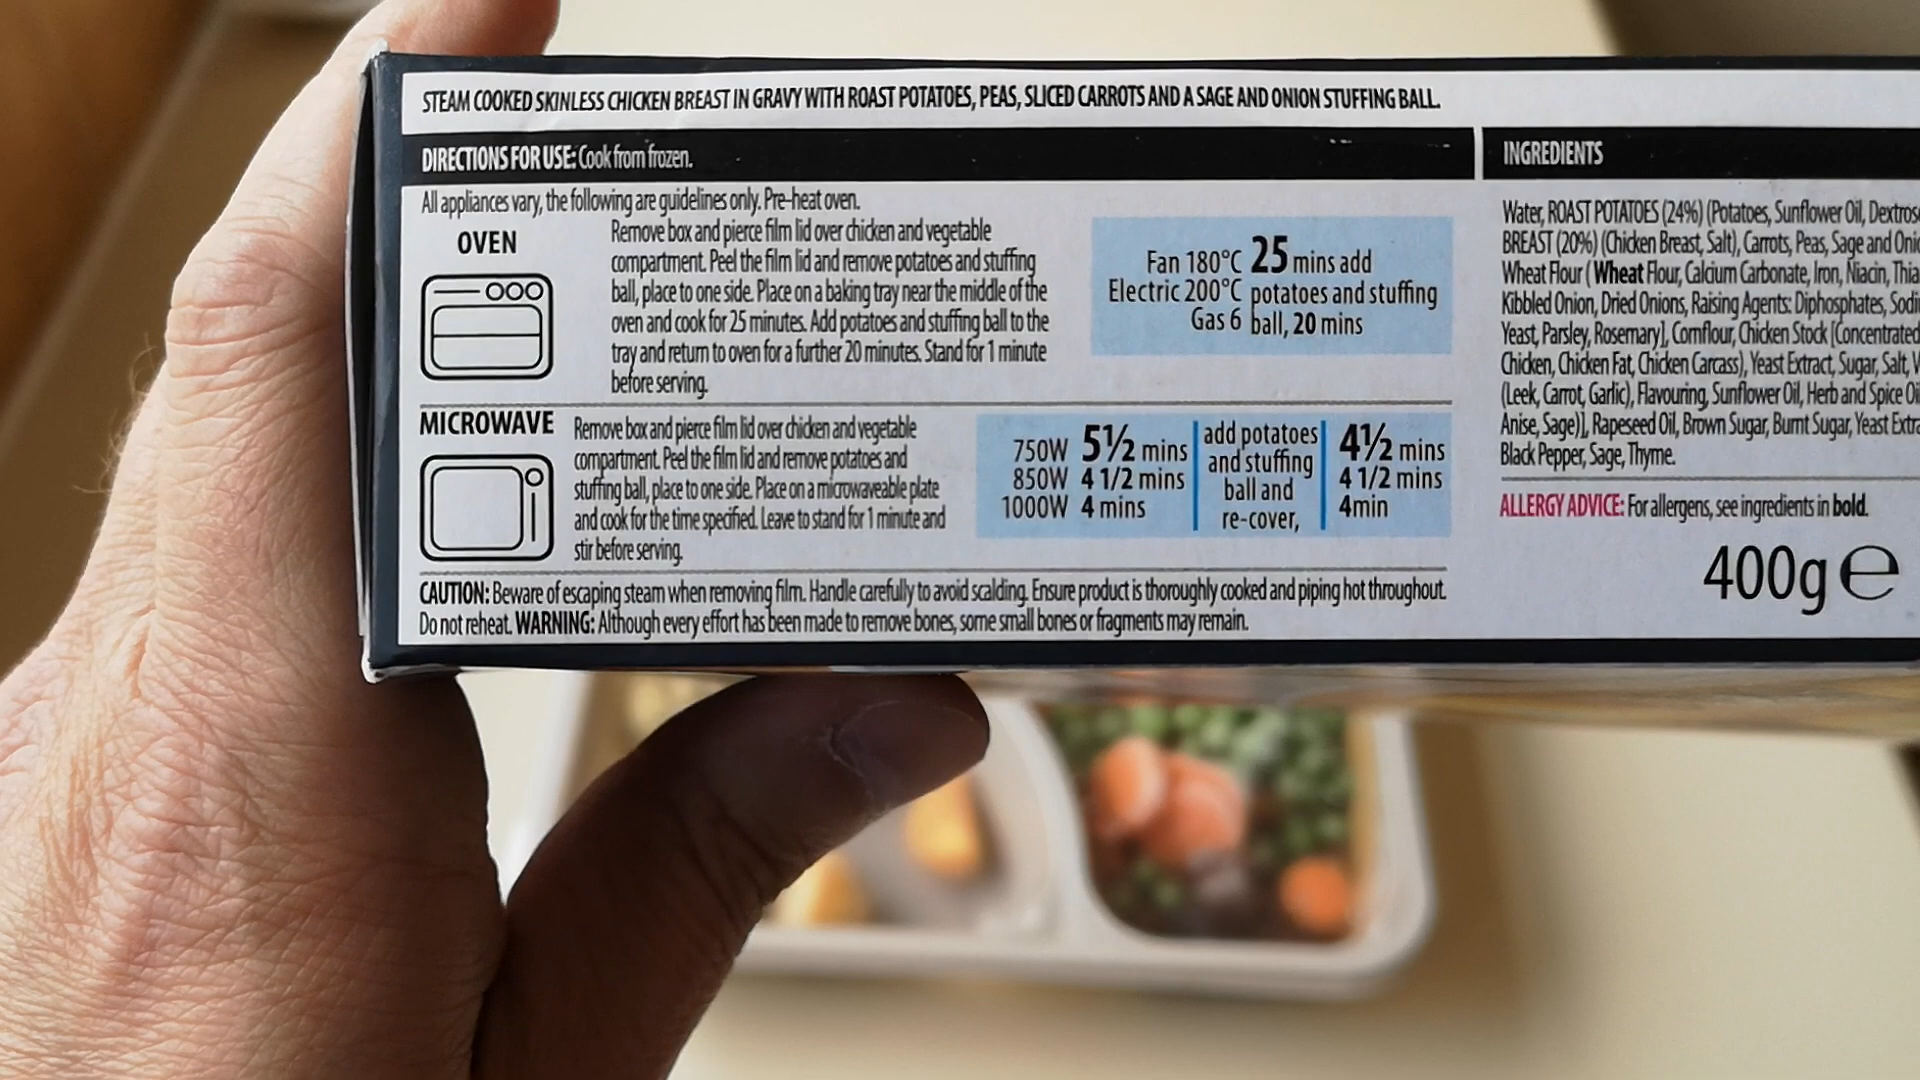 STEAM COOKED SKINLESS CHICKEN BREAST IN GRAVY WITH ROAST POTATOES, PEAS, SLICED CARROTS AND A SAGE AND ONION STUFFING BALL.
DIRECTIONS FOR USE: Cook from frozen.
All appliances vary, the following are guidelines only. Pre-heat oven.
OVEN
Remove box and pierce film lid over chicken and vegetable
compartment. Peel the film lid and remove potatoes and stuffing
ball, place to one side. Place on a baking tray near the middle of the
oven and cook for 25 minutes. Add potatoes and stuffing ball to the
tray and return to oven for a further 20 minutes. Stand for 1 minute
before serving.
Fan 180°C 25 mins add
Electric 200°C potatoes and stuffing
Gas 6 ball, 20 mins
MICROWAVE
Remove box and pierce film lid over chicken and vegetable
compartment. Peel the film lid and remove potatoes and
stuffing ball, place to one side. Place on a microwaveable plate
and cook for the time specified. Leave to stand for 1 minute and
stir before serving.
750W 5½ mins
850W 4 1/2 mins
1000W 4 mins
add potatoes
and stuffing
ball and
re-cover,
4½ mins
4 1/2 mins
4min
CAUTION: Beware of escaping steam when removing film. Handle carefully to avoid scalding. Ensure product is thoroughly cooked and piping hot throughout.
Do not reheat. WARNING: Although every effort has been made to remove bones, some small bones or fragments may remain.
INGREDIENTS
Water, ROAST POTATOES (24%) (Potatoes, Sunflower Oil,
BREAST (20%) (Chicken Breast, Salt), Carrots, Peas, Sage and
Wheat Flour ( Wheat Flour, Calcium Carbonate, Iron, Niacin,
Kibbled Onion, Dried Onions, Raising Agents: Diphosphates,
Yeast, Parsley, Rosemary], Cornflour, Chicken Stock [Concentrated
Chicken, Chicken Fat, Chicken Carcass), Yeast Extract, Sugar, Salt,
(Leek, Carrot, Garlic), Flavouring, Sunflower Oil, Herb and Spice
Anise, Sage)], Rapeseed Oil, Brown Sugar, Burnt Sugar, Yeast
Black Pepper, Sage, Thyme.
ALLERGY ADVICE: For allergens, see ingredients in bold.
400g e